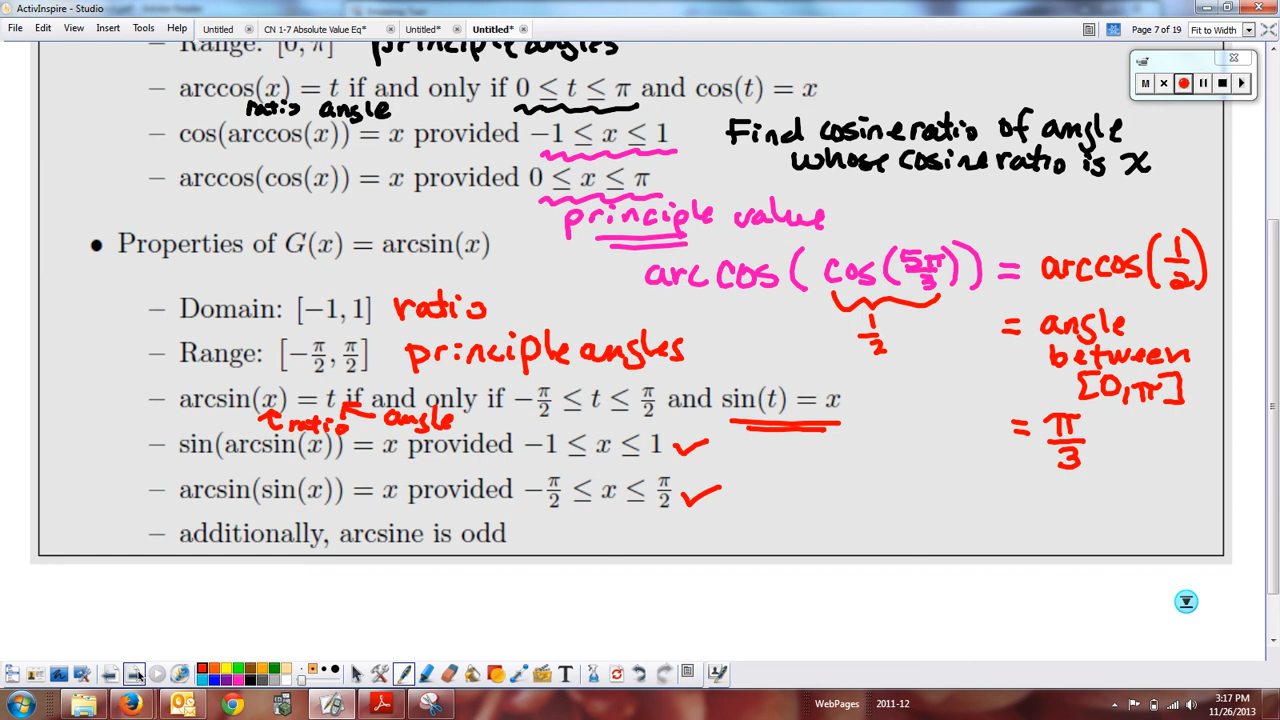 ActivInspire - Studio
File Edit View Insert Tools Help Untitled CN 1-7 Absolute Value Eq* Untitled* Untitled* Page 7 of 19 Fit to Width
– Range: [0, π] principle angles
– arccos(x) = t if and only if 0 ≤ t ≤ π and cos(t) = x
ratio angle
– cos(arccos(x)) = x provided −1 ≤ x ≤ 1
Find cosine ratio of angle
whose cosine ratio is x
– arccos(cos(x)) = x provided 0 ≤ x ≤ π
principle value
• Properties of G(x) = arcsin(x)
arccos(cos(5π/3)) = arccos(1/2)
1/2
= angle
between
[0, π]
= π/3
– Domain: [−1, 1] ratio
– Range: [−π/2, π/2] principle angles
– arcsin(x) = t if and only if −π/2 ≤ t ≤ π/2 and sin(t) = x
ratio angle
– sin(arcsin(x)) = x provided −1 ≤ x ≤ 1 ✓
– arcsin(sin(x)) = x provided −π/2 ≤ x ≤ π/2 ✓
– additionally, arcsine is odd
WebPages 2011-12
3:17 PM
11/26/2013